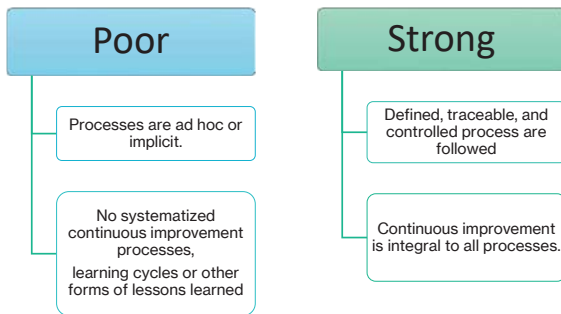 Poor
Processes are ad hoc or
implicit.
No systematized
continuous improvement
processes,
learning cycles or other
forms of lessons learned
Strong
Defined, traceable, and
controlled process are
followed
Continuous improvement
is integral to all processes.